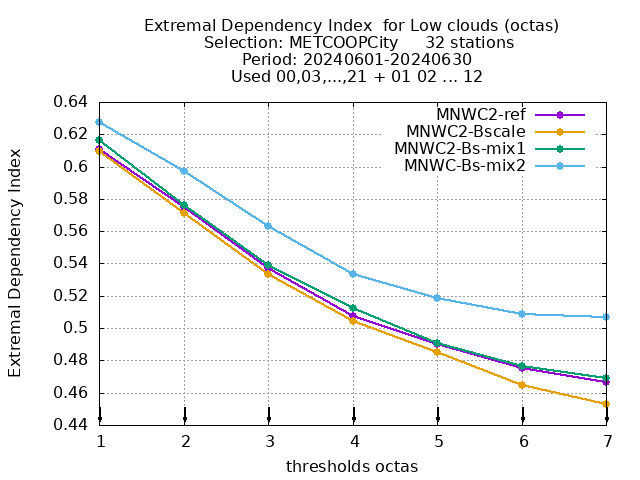 Extremal Dependency Index  for Low clouds (octas)
Selection: METCOOPCity     32 stations
Period: 20240601-20240630
Used 00,03,...,21 + 01 02 ... 12
MNWC2-ref
MNWC2-Bscale
MNWC2-Bs-mix1
MNWC-Bs-mix2
Extremal Dependency Index
0.64
0.62
0.6
0.58
0.56
0.54
0.52
0.5
0.48
0.46
0.44
1 2 3 4 5 6 7
thresholds octas